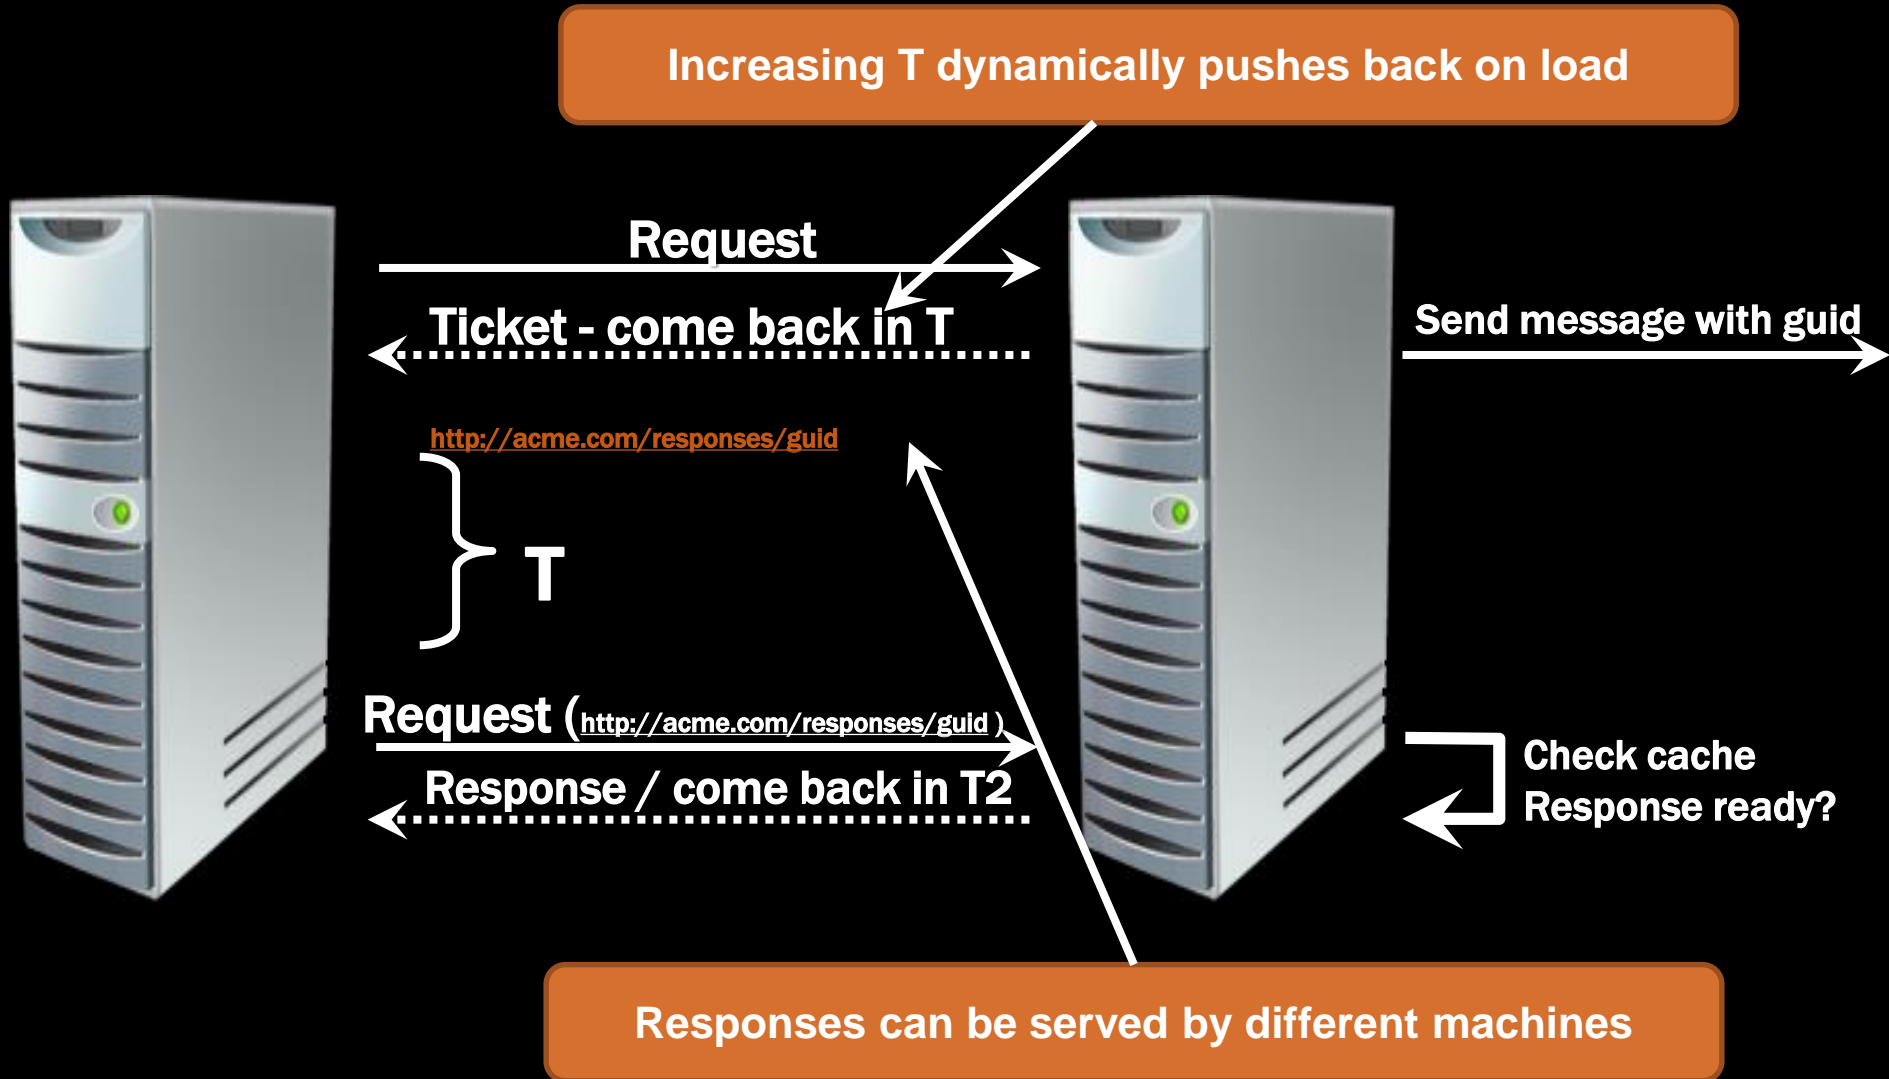 Increasing T dynamically pushes back on load
Request
Ticket - come back in T
Send message with guid
http://acme.com/responses/guid
T
Request (http://acme.com/responses/guid )
Response / come back in T2
Check cache
Response ready?
Responses can be served by different machines